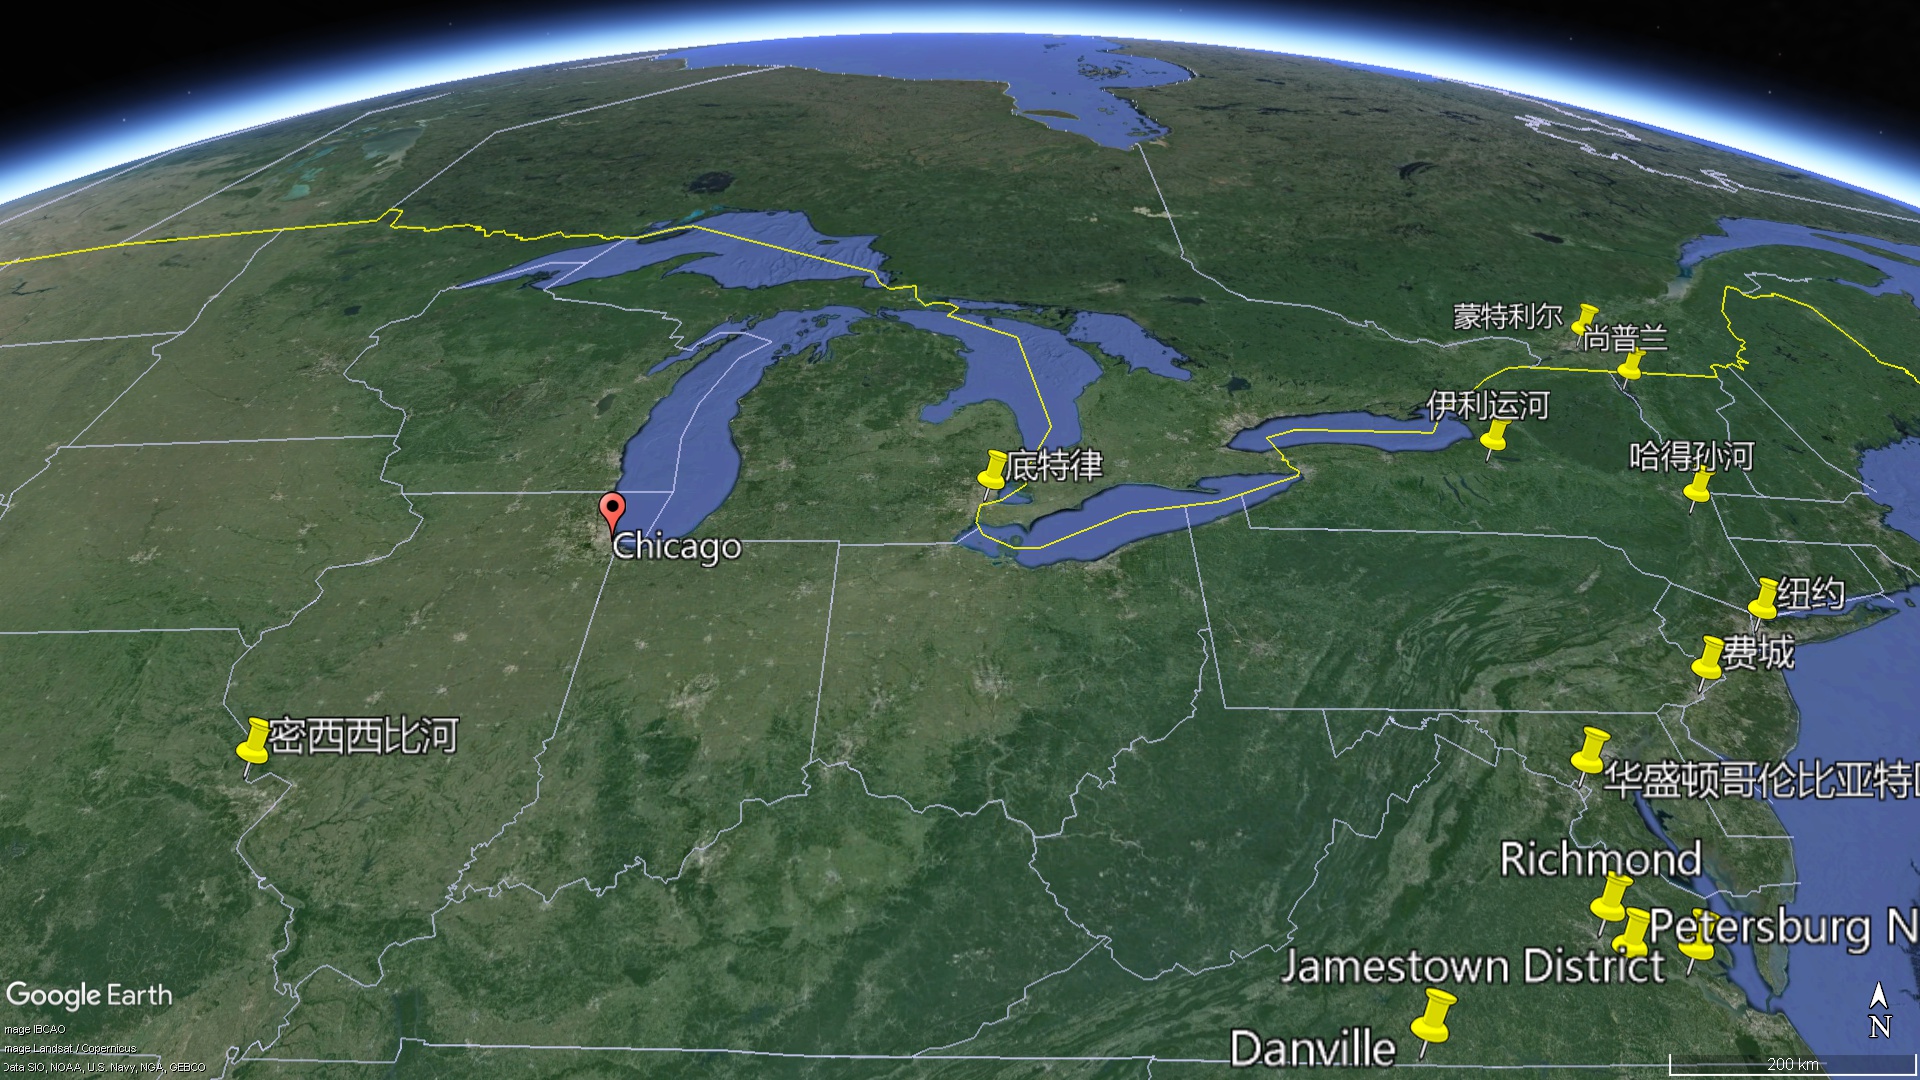 蒙特利尔
尚普兰
伊利运河
哈得孙河
底特律
Chicago
纽约
费城
密西西比河
华盛顿哥伦比亚特
Richmond
Petersburg N
Jamestown District
Danville
Google Earth
mage IBCAO
mage Landsat / Copernicus
Data SIO, NOAA, U.S. Navy, NGA, GEBCO
N
200 km